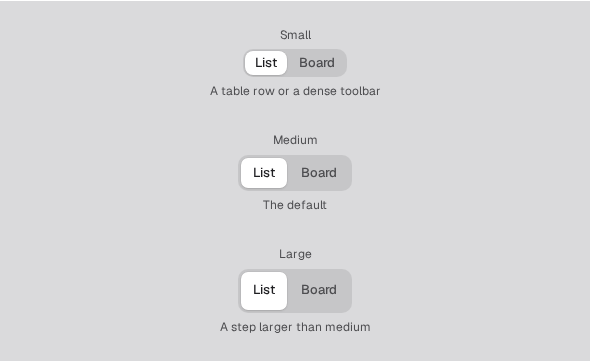 Small
List Board
A table row or a dense toolbar
Medium
List Board
The default
Large
List Board
A step larger than medium